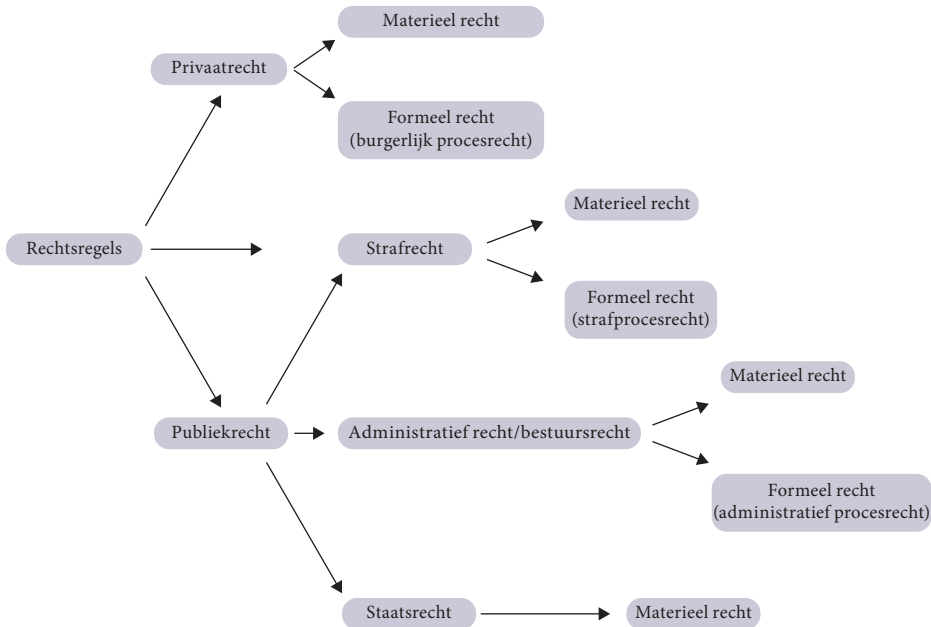 Materieel recht
Privaatrecht
Formeel recht
(burgerlijk procesrecht)
Materieel recht
Rechtsregels
Strafrecht
Formeel recht
(strafprocesrecht)
Materieel recht
Publiekrecht
Administratief recht/bestuursrecht
Formeel recht
(administratief procesrecht)
Staatsrecht
Materieel recht